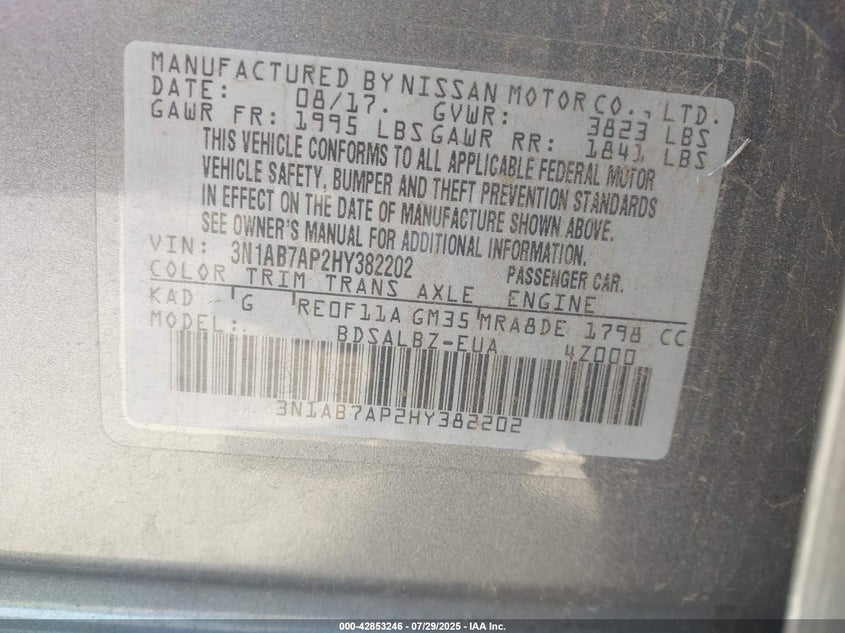 MANUFACTURED BY NISSAN MOTOR CO., LTD.
DATE: 08/17. GVWR: 3823 LBS
GAWR FR: 1995 LBS GAWR RR: 1841 LBS
THIS VEHICLE CONFORMS TO ALL APPLICABLE FEDERAL MOTOR
VEHICLE SAFETY, BUMPER AND THEFT PREVENTION STANDARDS
IN EFFECT ON THE DATE OF MANUFACTURE SHOWN ABOVE.
SEE OWNER'S MANUAL FOR ADDITIONAL INFORMATION.
VIN: 3N1AB7AP2HY382202 PASSENGER CAR.
COLOR TRIM TRANS AXLE ENGINE
KAD G RE0F11A GM35 MRA8DE 1798 CC
MODEL: BDSALBZ-EUA 4Z000
3N1AB7AP2HY382202
000-42853246 - 07/29/2025 - IAA Inc.